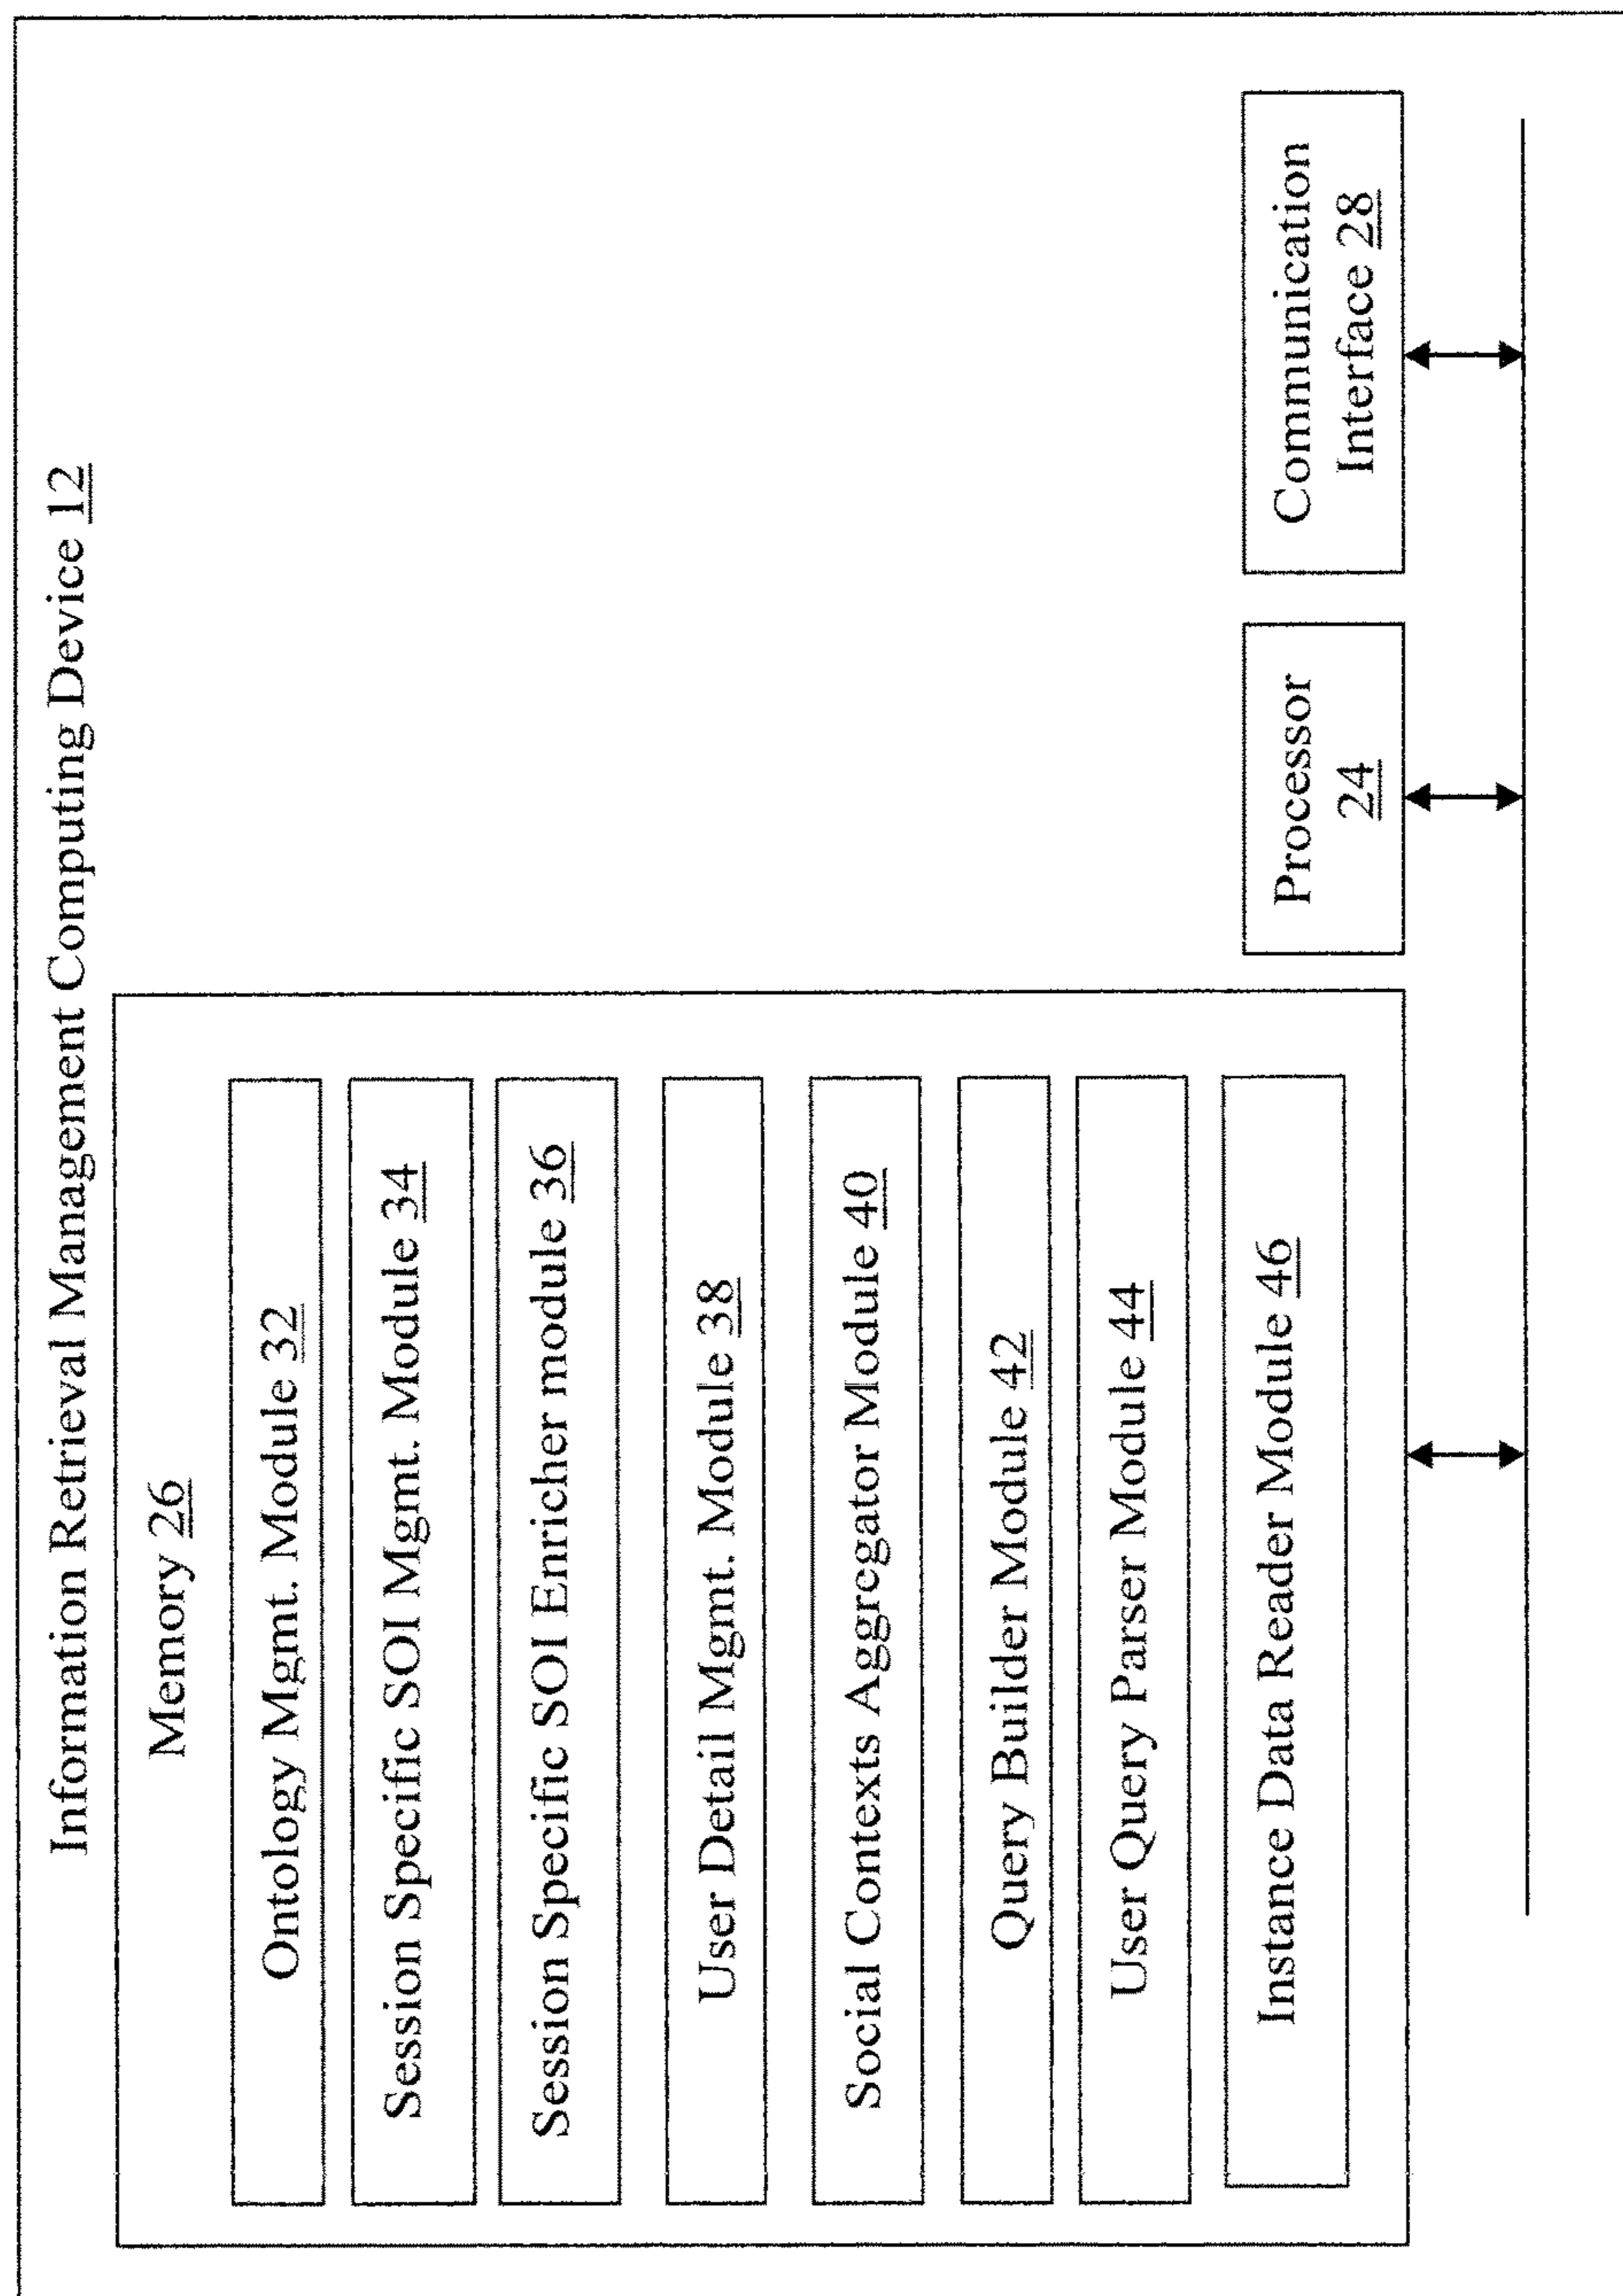 Information Retrieval Management Computing Device 12
Memory 26
Ontology Mgmt. Module 32
Session Specific SOI Mgmt. Module 34
Session Specific SOI Enricher module 36
User Detail Mgmt. Module 38
Social Contexts Aggregator Module 40
Query Builder Module 42
User Query Parser Module 44
Instance Data Reader Module 46
Processor
24
Communication
Interface 28